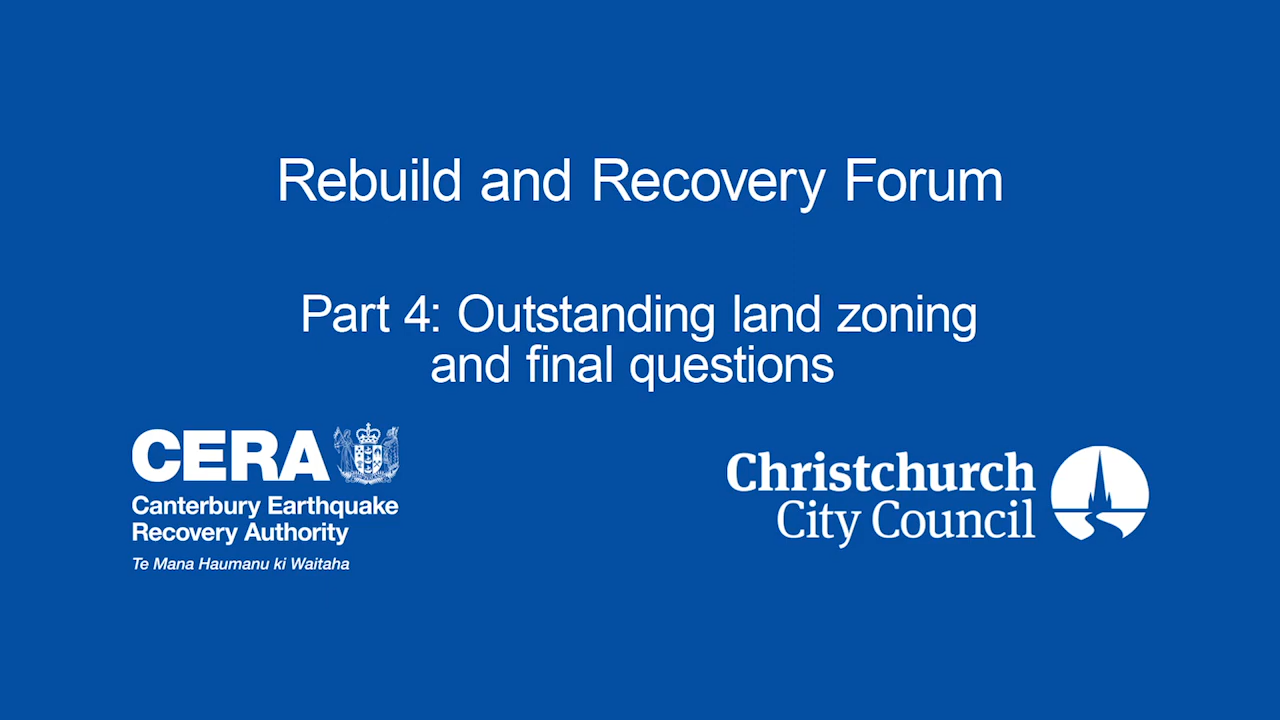 Rebuild and Recovery Forum
Part 4: Outstanding land zoning
and final questions
CERA
Canterbury Earthquake
Recovery Authority
Te Mana Haumanu ki Waitaha
Christchurch
City Council